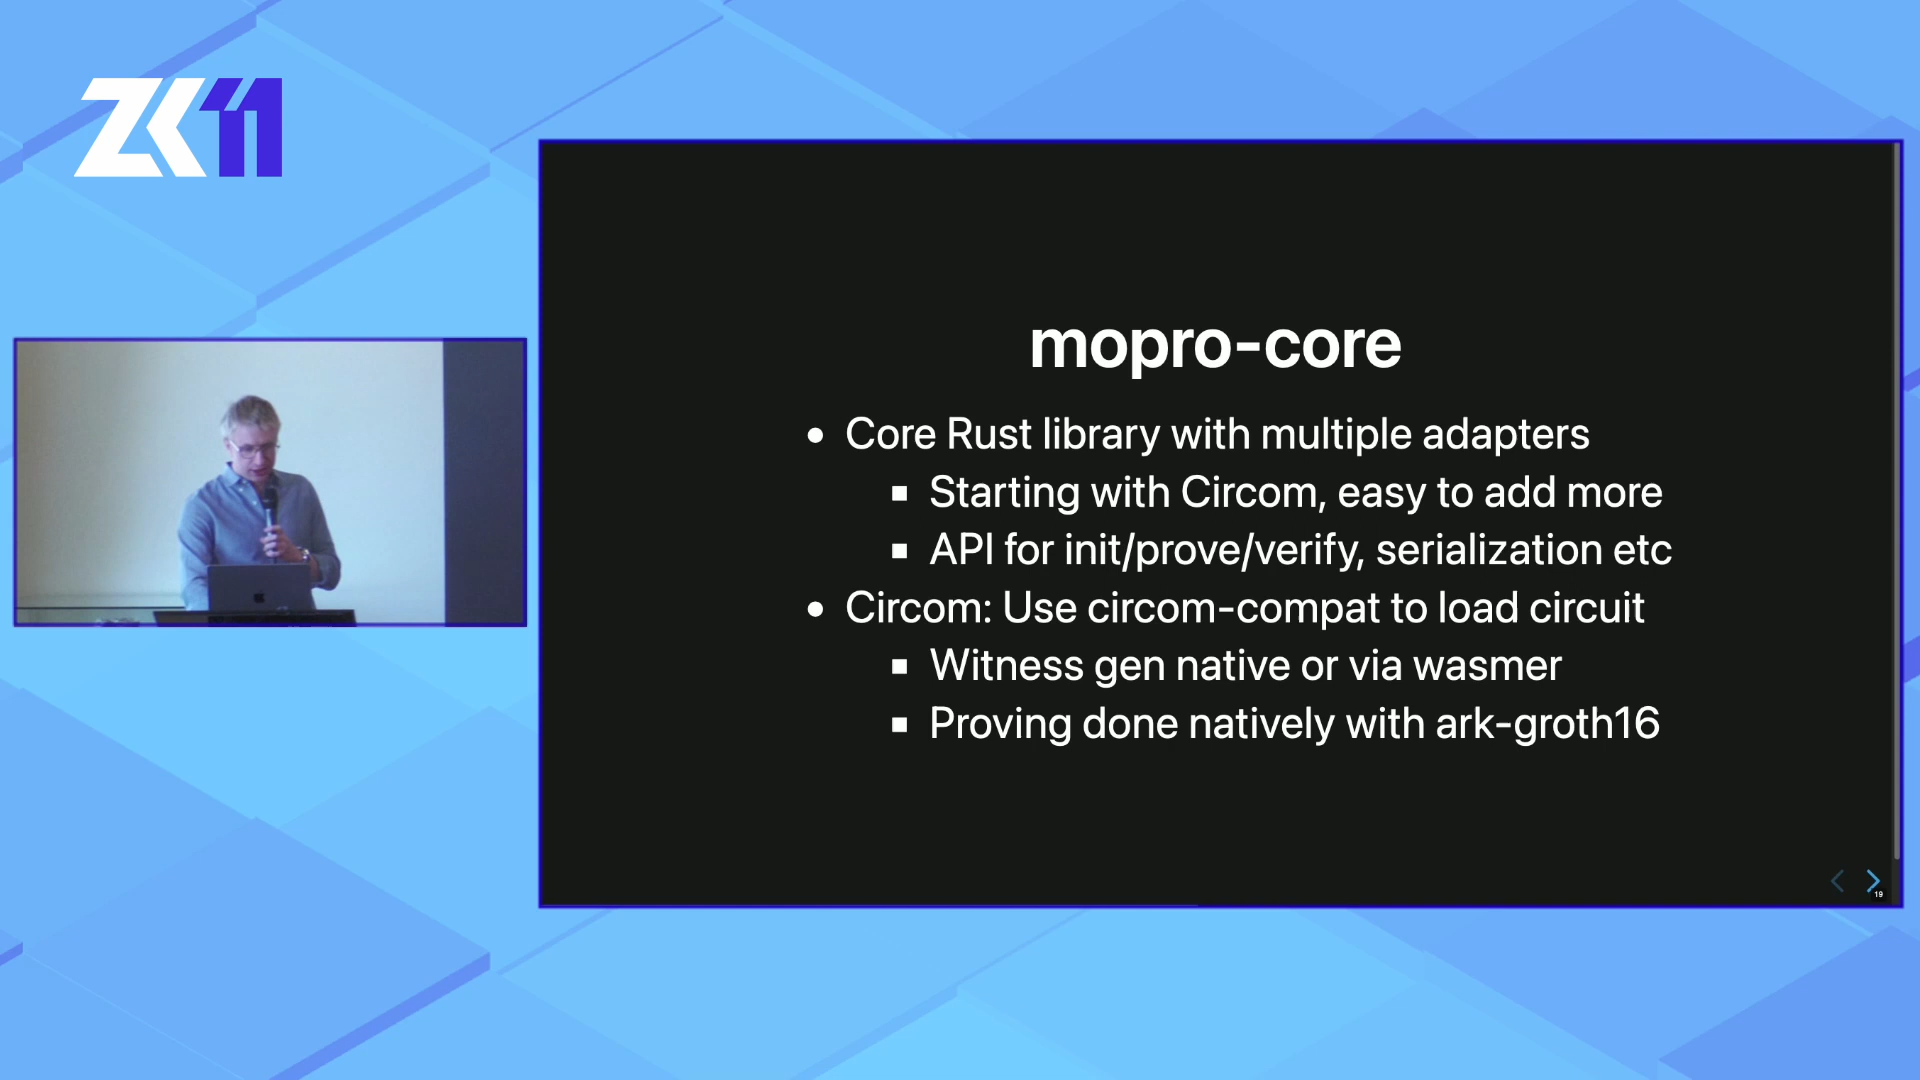 ZK11
mopro-core
Core Rust library with multiple adapters
Starting with Circom, easy to add more
API for init/prove/verify, serialization etc
Circom: Use circom-compat to load circuit
Witness gen native or via wasmer
Proving done natively with ark-groth16
19